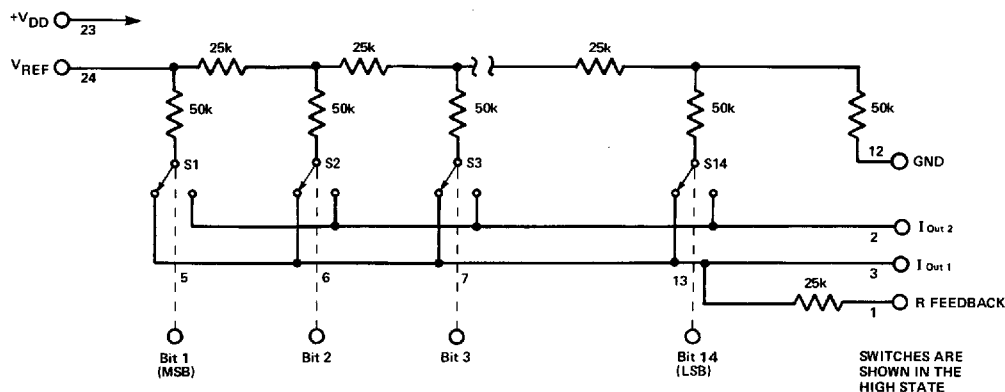 +VDD
23
25k
25k
25k
VREF
24
50k
50k
50k
50k
50k
12
GND
S1
S2
S3
S14
2
I Out 2
5
6
7
13
3
I Out 1
25k
1
R FEEDBACK
Bit 1
(MSB)
Bit 2
Bit 3
Bit 14
(LSB)
SWITCHES ARE
SHOWN IN THE
HIGH STATE